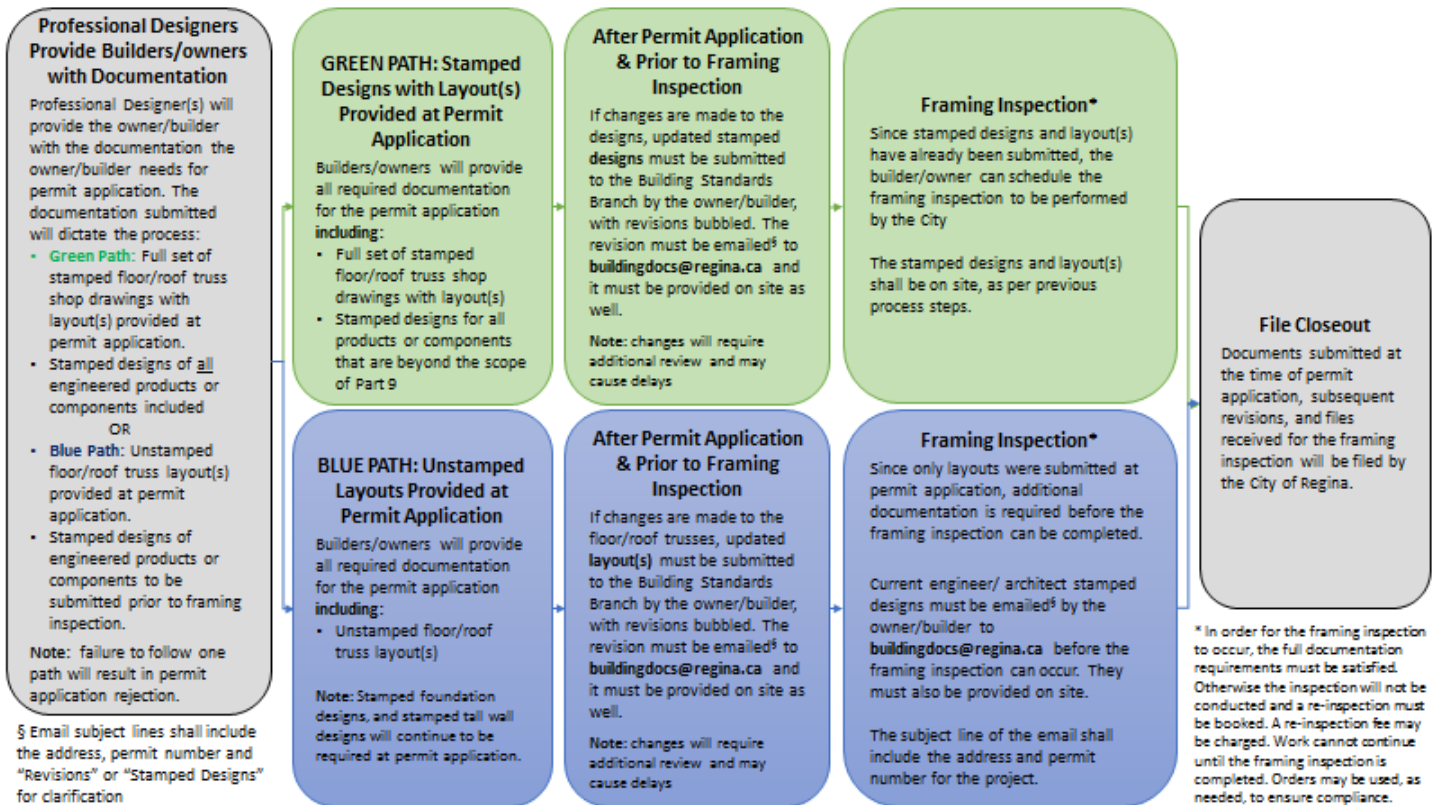 Professional Designers
Provide Builders/owners
with Documentation
Professional Designer(s) will
provide the owner/builder
with the documentation the
owner/builder needs for
permit application. The
documentation submitted
will dictate the process:
• Green Path: Full set of
stamped floor/roof truss
shop drawings with
layout(s) provided at
permit application.
• Stamped designs of all
engineered products or
components included
OR
• Blue Path: Unstamped
floor/roof truss layout(s)
provided at permit
application.
• Stamped designs of
engineered products or
components to be
submitted prior to framing
inspection.
Note: failure to follow one
path will result in permit
application rejection.
§ Email subject lines shall include
the address, permit number and
"Revisions" or "Stamped Designs"
for clarification
GREEN PATH: Stamped
Designs with Layout(s)
Provided at Permit
Application
Builders/owners will provide
all required documentation
for the permit application
including:
• Full set of stamped
floor/roof truss shop
drawings with layout(s)
• Stamped designs for all
products or components
that are beyond the scope
of Part 9
After Permit Application
& Prior to Framing
Inspection
If changes are made to the
designs, updated stamped
designs must be submitted
to the Building Standards
Branch by the owner/builder,
with revisions bubbled. The
revision must be emailed§ to
buildingdocs@regina.ca and
it must be provided on site as
well.
Note: changes will require
additional review and may
cause delays
Framing Inspection*
Since stamped designs and layout(s)
have already been submitted, the
builder/owner can schedule the
framing inspection to be performed
by the City
The stamped designs and layout(s)
shall be on site, as per previous
process steps.
BLUE PATH: Unstamped
Layouts Provided at
Permit Application
Builders/owners will provide
all required documentation
for the permit application
including:
• Unstamped floor/roof
truss layout(s)
Note: Stamped foundation
designs, and stamped tall wall
designs will continue to be
required at permit application.
After Permit Application
& Prior to Framing
Inspection
If changes are made to the
floor/roof trusses, updated
layout(s) must be submitted
to the Building Standards
Branch by the owner/builder,
with revisions bubbled. The
revision must be emailed§ to
buildingdocs@regina.ca and
it must be provided on site as
well.
Note: changes will require
additional review and may
cause delays
Framing Inspection*
Since only layouts were submitted at
permit application, additional
documentation is required before the
framing inspection can be completed.
Current engineer/ architect stamped
designs must be emailed§ by the
owner/builder to
buildingdocs@regina.ca before the
framing inspection can occur. They
must also be provided on site.
The subject line of the email shall
include the address and permit
number for the project.
File Closeout
Documents submitted at
the time of permit
application, subsequent
revisions, and files
received for the framing
inspection will be filed by
the City of Regina.
* In order for the framing inspection
to occur, the full documentation
requirements must be satisfied.
Otherwise the inspection will not be
conducted and a re-inspection must
be booked. A re-inspection fee may
be charged. Work cannot continue
until the framing inspection is
completed. Orders may be used, as
needed, to ensure compliance.